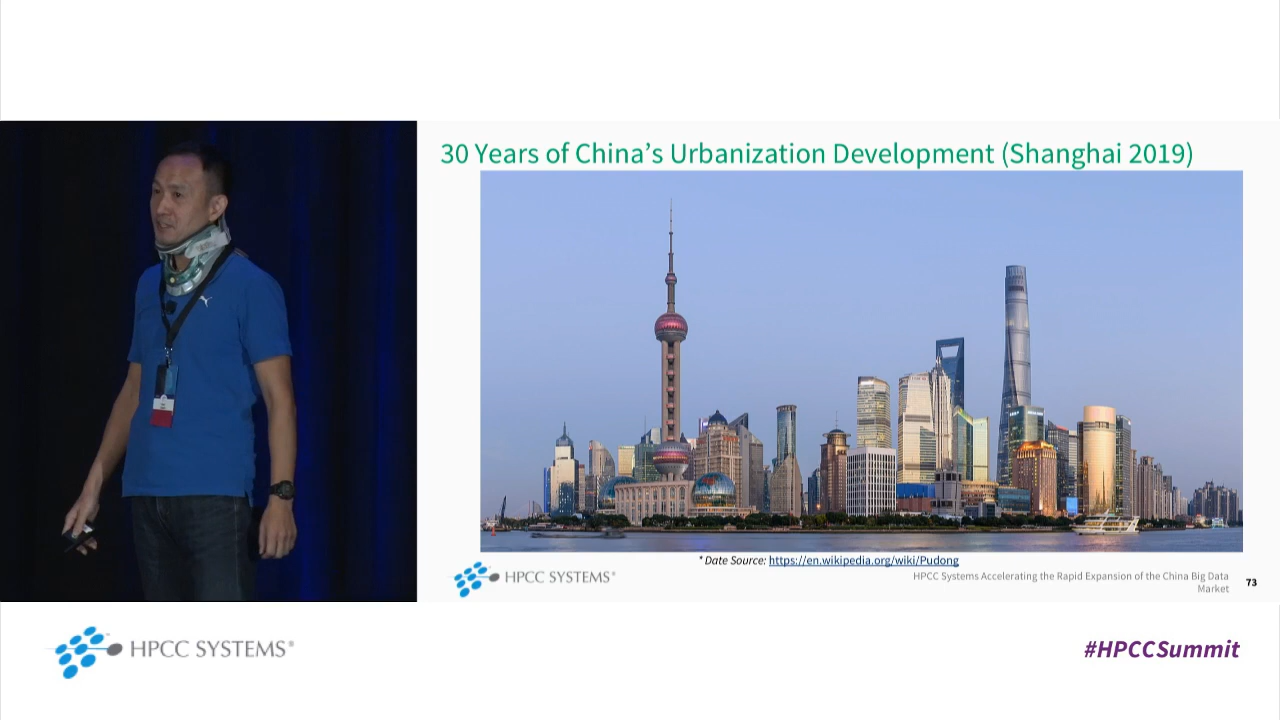 30 Years of China's Urbanization Development (Shanghai 2019)
* Date Source: https://en.wikipedia.org/wiki/Pudong
HPCC SYSTEMS®
HPCC Systems Accelerating the Rapid Expansion of the China Big Data
Market
73
HPCC SYSTEMS®
#HPCCSummit